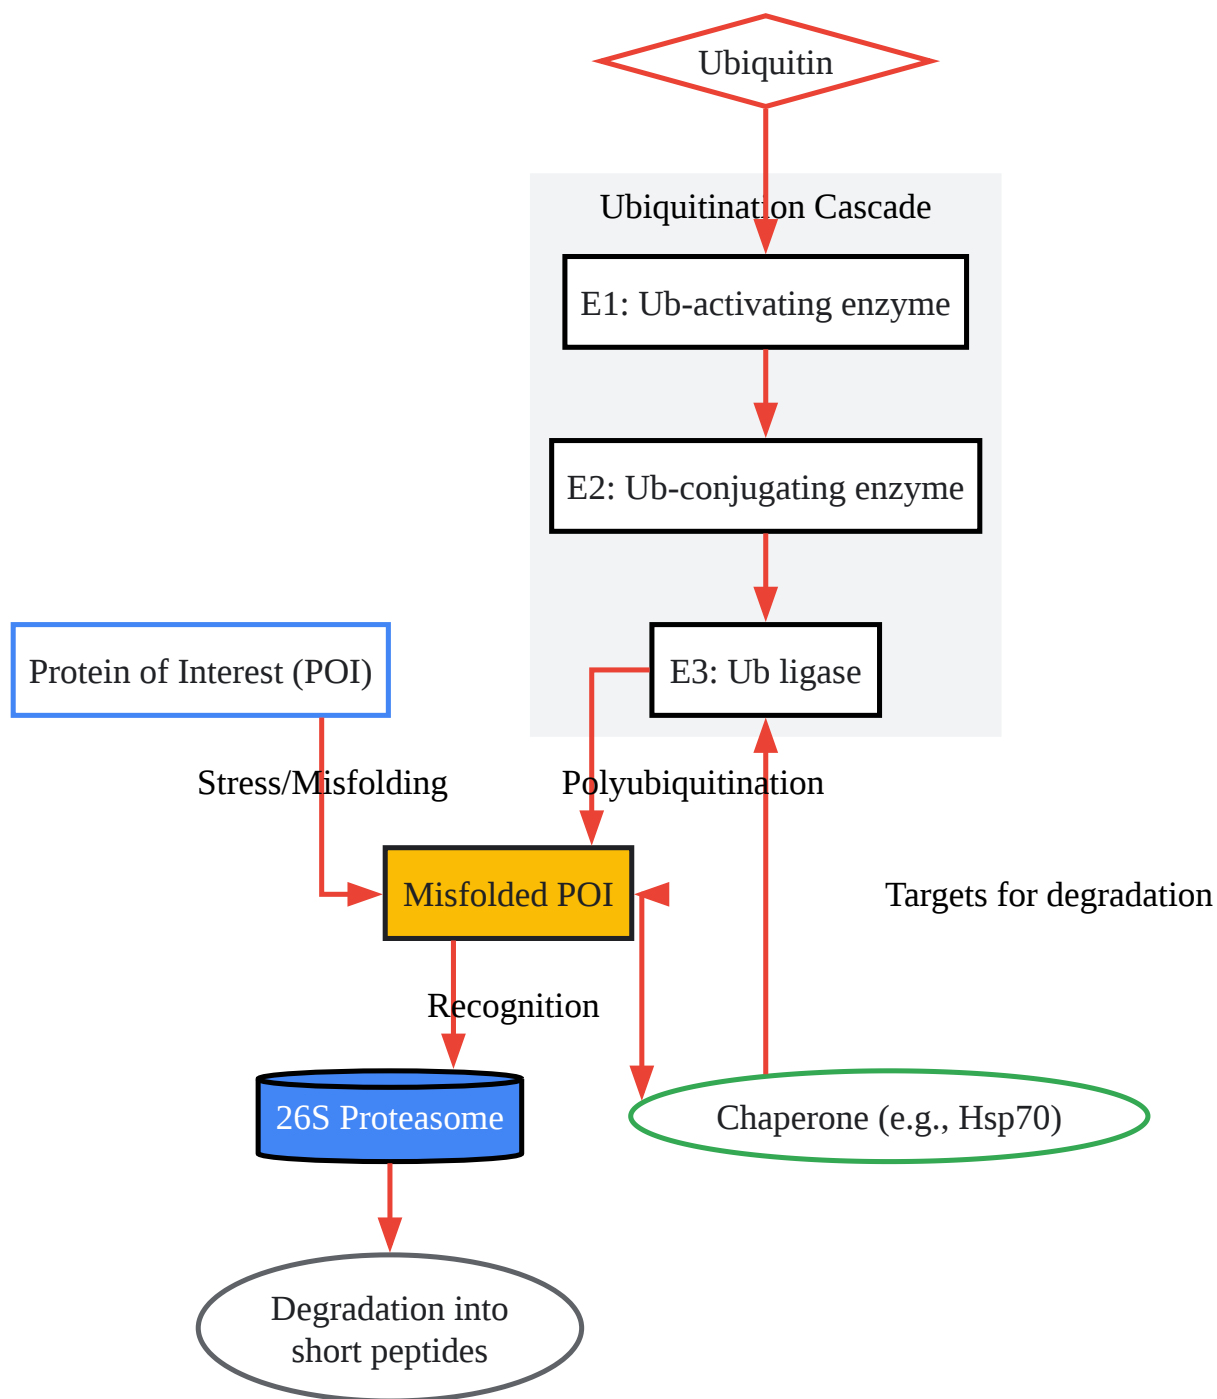 Ubiquitin
Ubiquitination Cascade
E1: Ub-activating enzyme
E2: Ub-conjugating enzyme
Protein of Interest (POI)
E3: Ub ligase
Stress/Misfolding
Polyubiquitination
Misfolded POI
Targets for degradation
Recognition
26S Proteasome
Chaperone (e.g., Hsp70)
Degradation into
short peptides